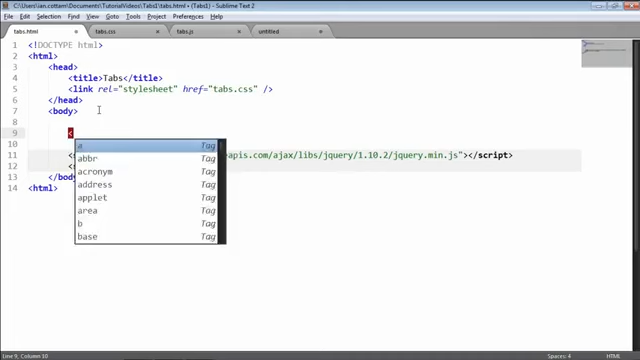 C:\Users\ian.cottam\Documents\TutorialVideos\Tabs1\tabs.html • (Tabs1) - Sublime Text 2
File Edit Selection Find View Goto Tools Project Preferences Help
tabs.html tabs.css tabs.js untitled
1 <!DOCTYPE html>
2 <html>
3 <head>
4 <title>Tabs</title>
5 <link rel="stylesheet" href="tabs.css" />
6 </head>
7 <body>
8
9 <
10
a Tag
11 <s eapis.com/ajax/libs/jquery/1.10.2/jquery.min.js"></script>
abbr Tag
12 <s
acronym Tag
13 </body
address Tag
14 <html>
applet Tag
area Tag
b Tag
base Tag
Line 9, Column 10 Spaces: 4 HTML